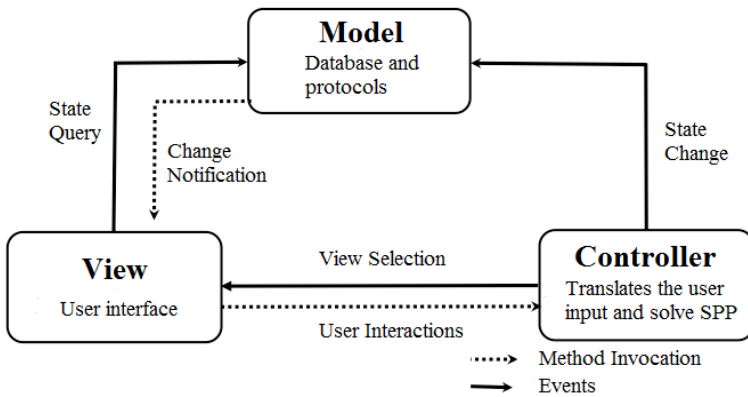 Model
Database and
protocols
State
Query
Change
Notification
State
Change
View
User interface
View Selection
User Interactions
Controller
Translates the user
input and solve SPP
Method Invocation
Events